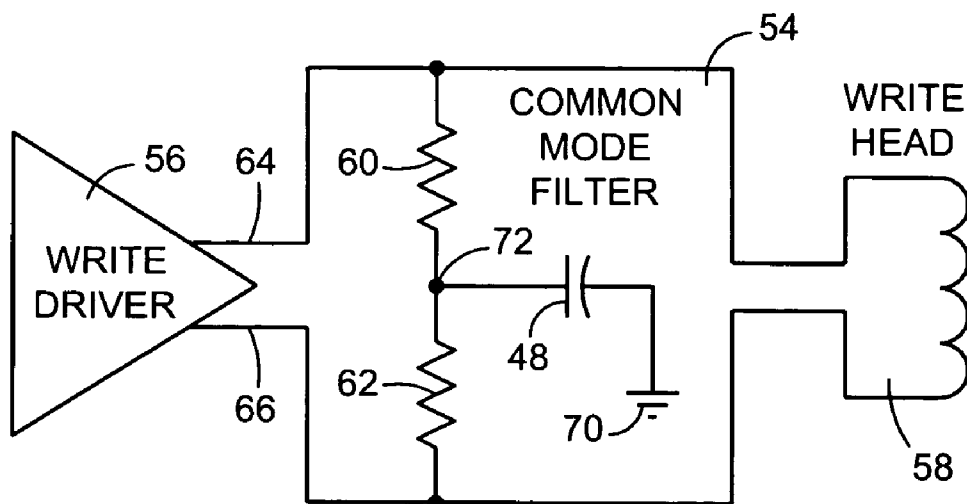 54
COMMON
MODE
FILTER
WRITE
HEAD
56
64
60
WRITE
DRIVER
72
48
62
66
70
58